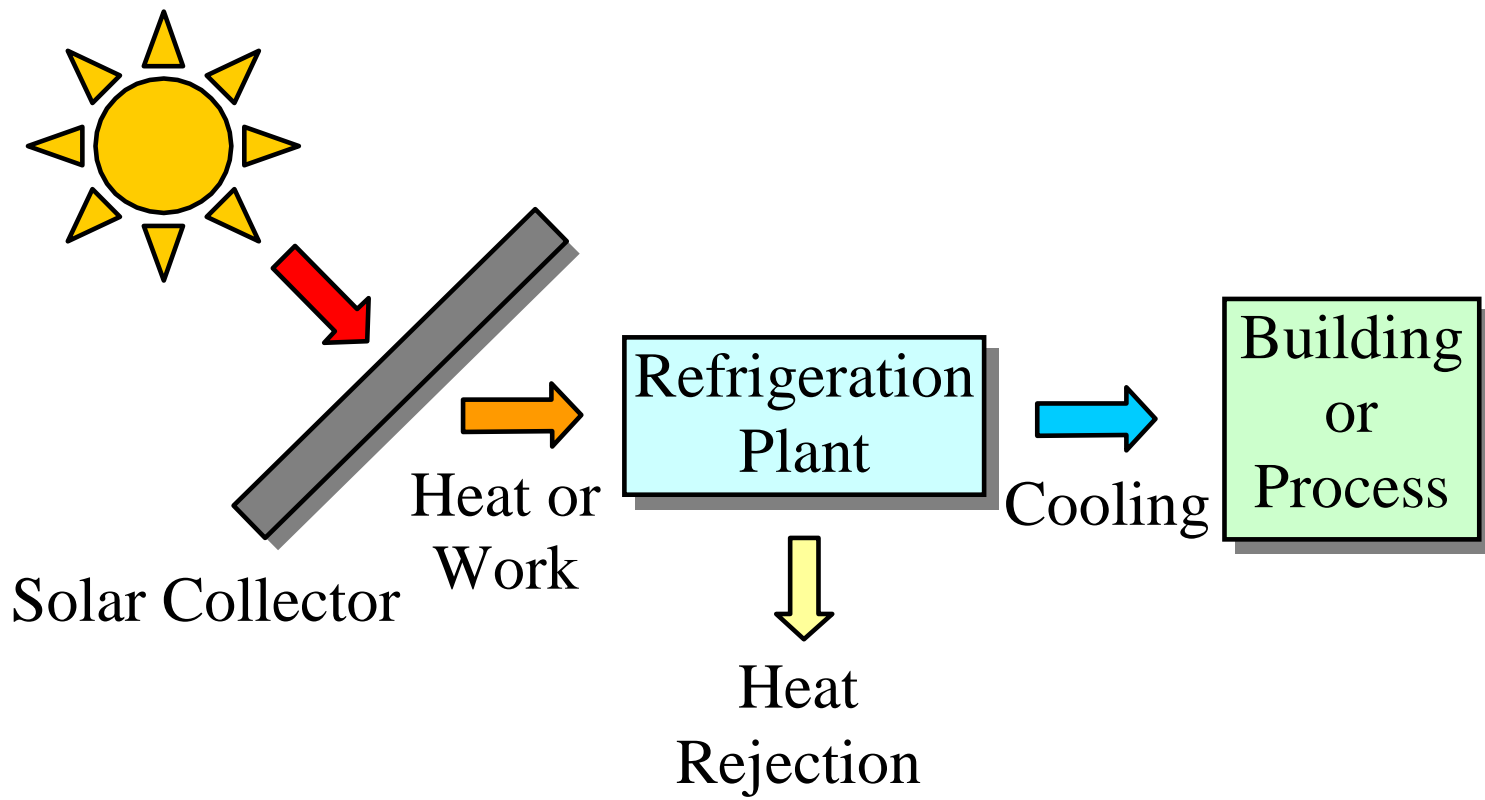 Solar Collector
Heat or
Work
Refrigeration
Plant
Heat
Rejection
Cooling
Building
or
Process